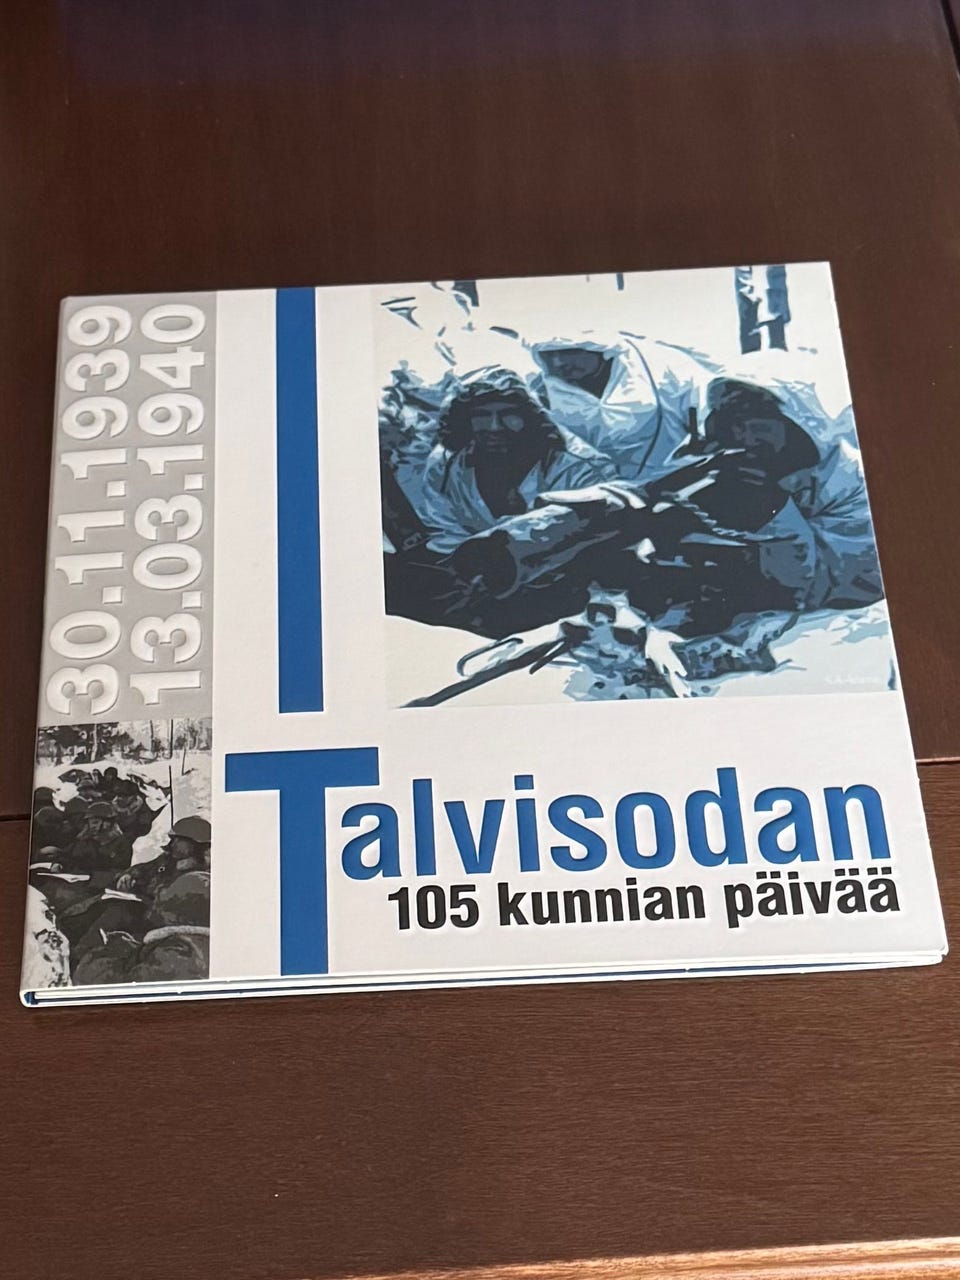 30.11.1939
13.03.1940
Talvisodan
105 kunnian päivää